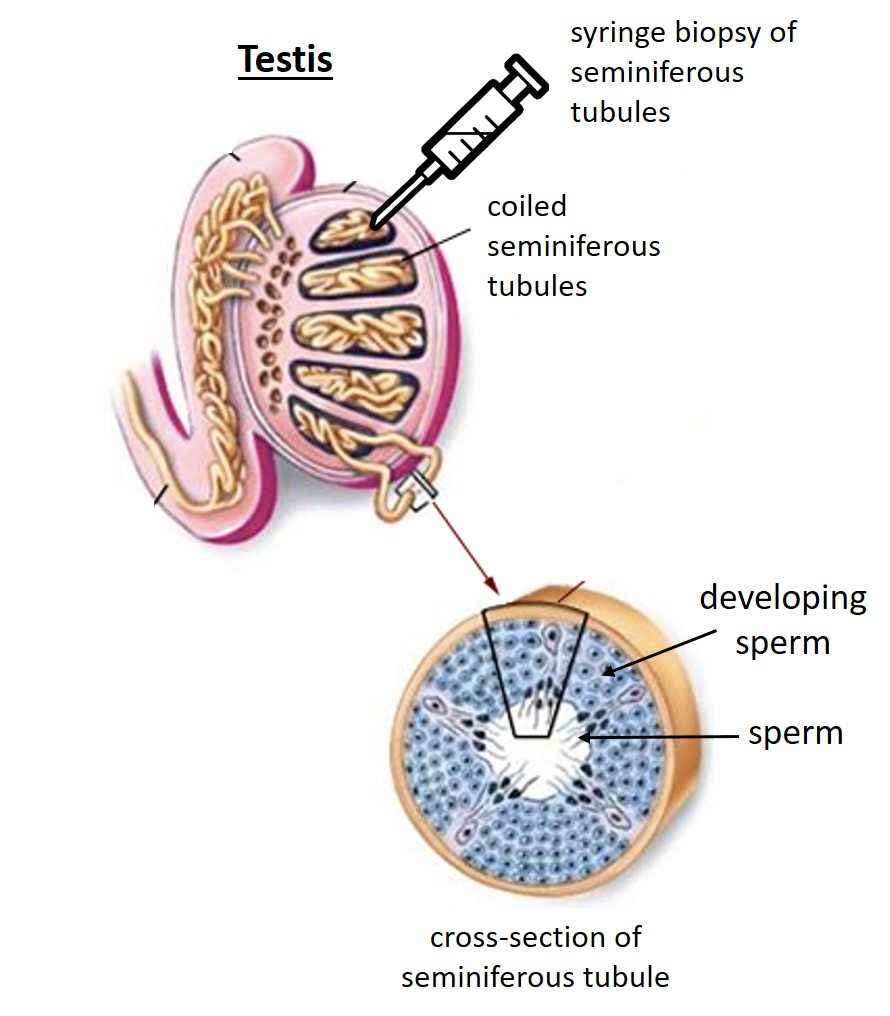 Testis
syringe biopsy of
seminiferous
tubules
coiled
seminiferous
tubules
developing
sperm
sperm
cross-section of
seminiferous tubule